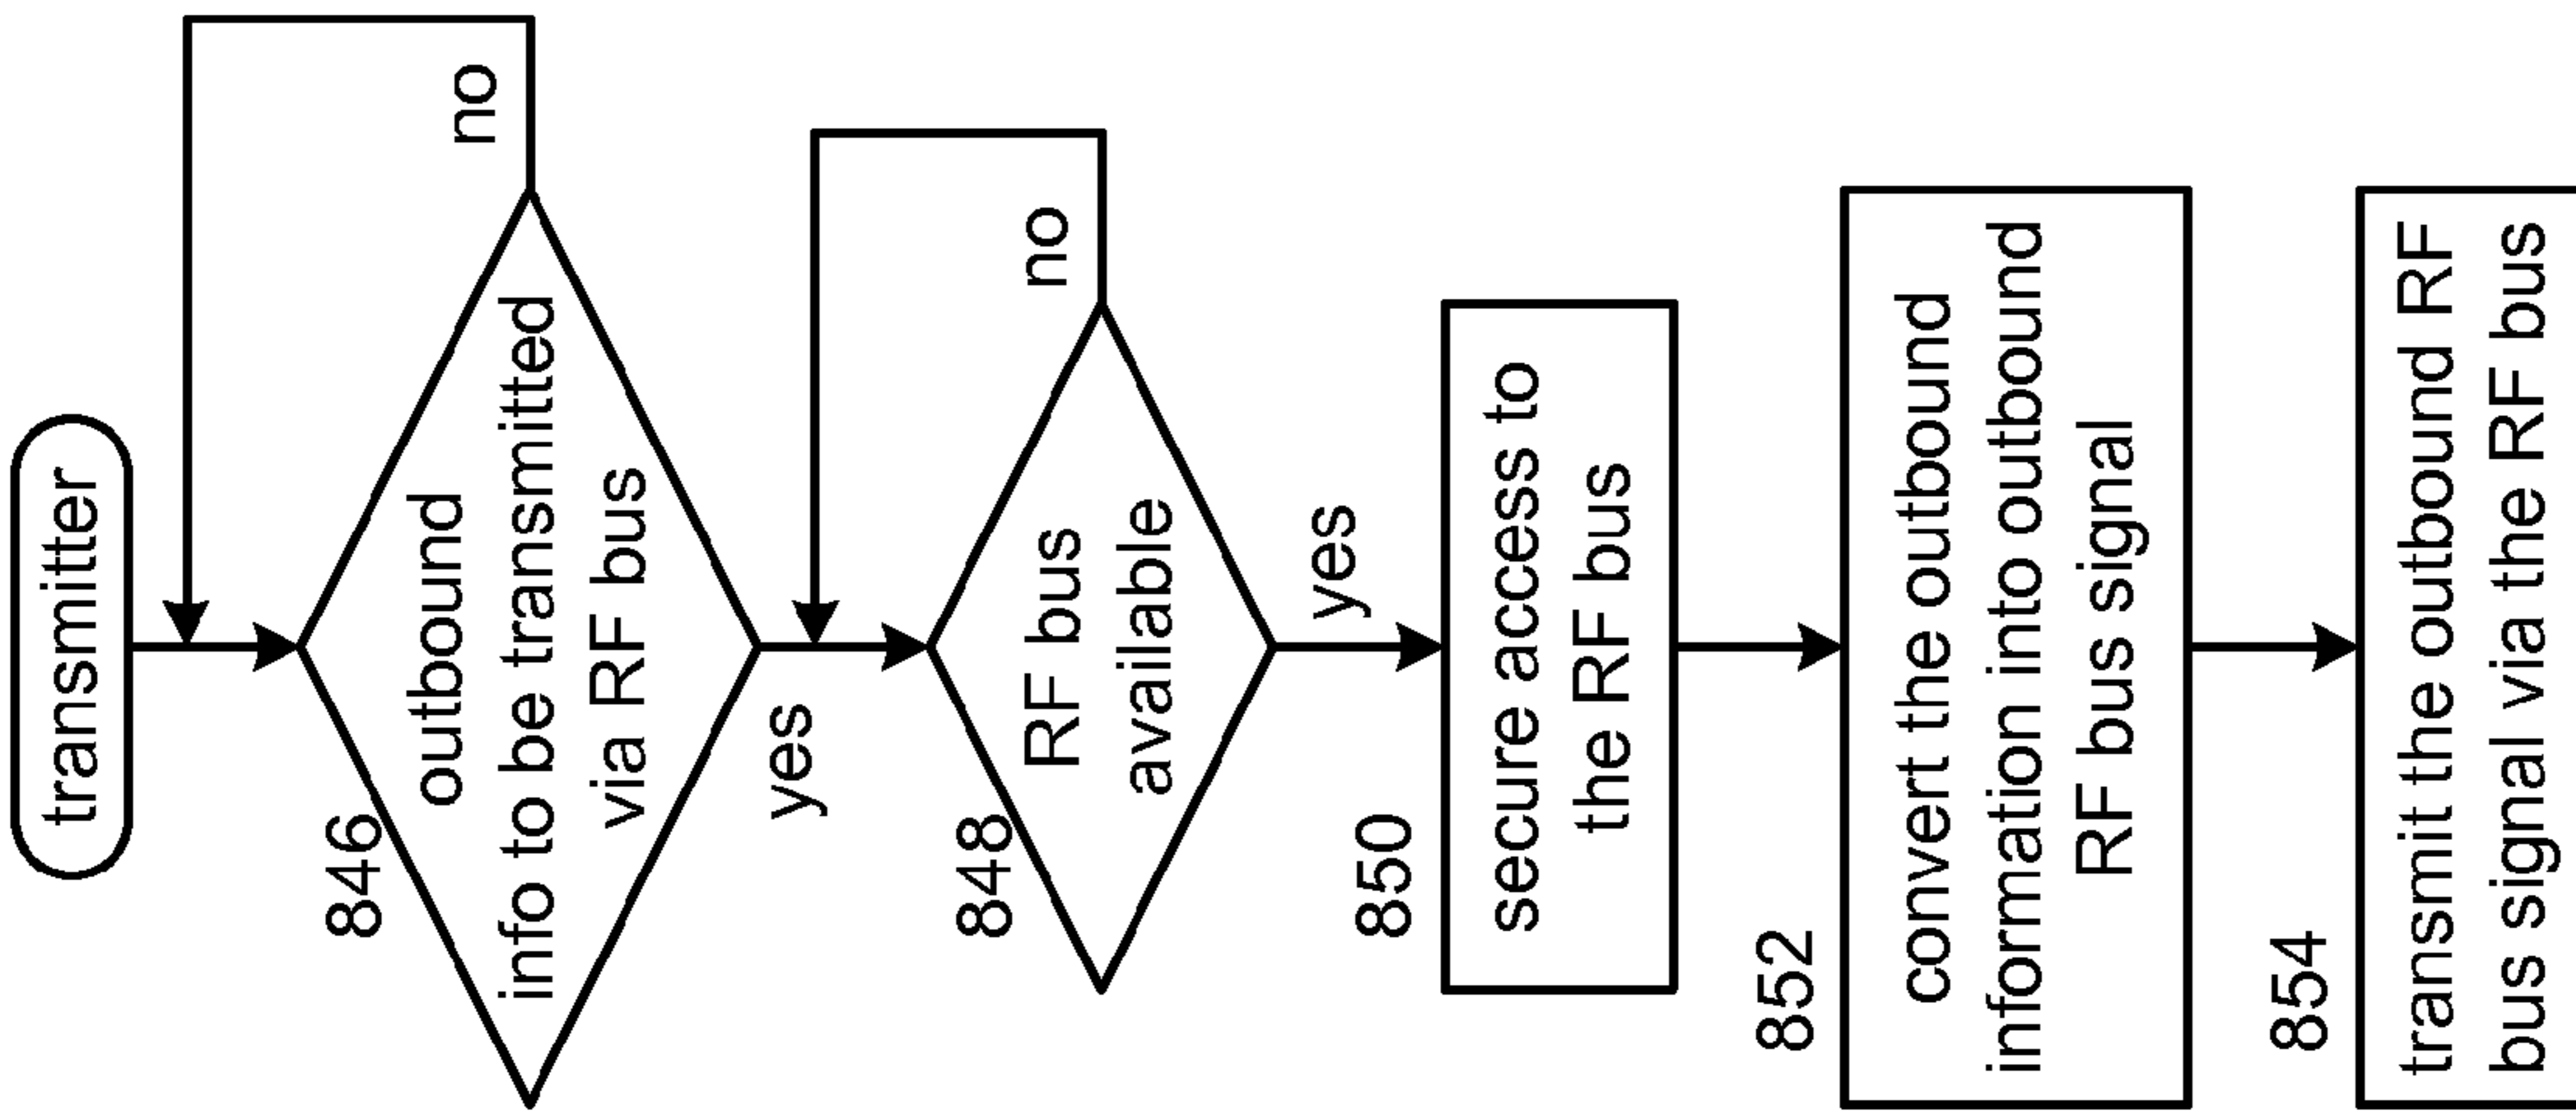 transmitter
846
outbound
info to be transmitted
via RF bus
no
yes
848
RF bus
available
no
yes
850
secure access to
the RF bus
852
convert the outbound
information into outbound
RF bus signal
854
transmit the outbound RF
bus signal via the RF bus